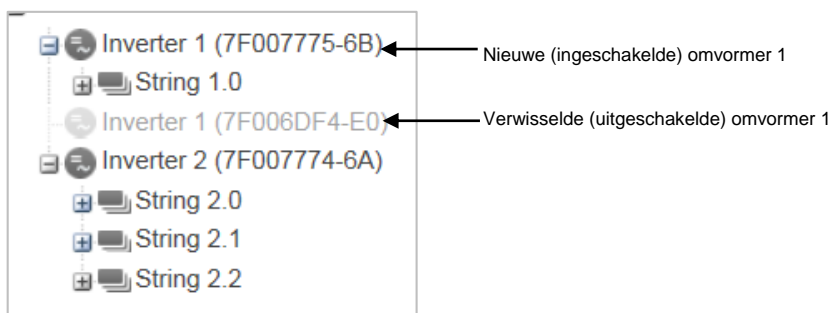 Inverter 1 (7F007775-6B)
Nieuwe (ingeschakelde) omvormer 1
String 1.0
Inverter 1 (7F006DF4-E0)
Verwisselde (uitgeschakelde) omvormer 1
Inverter 2 (7F007774-6A)
String 2.0
String 2.1
String 2.2